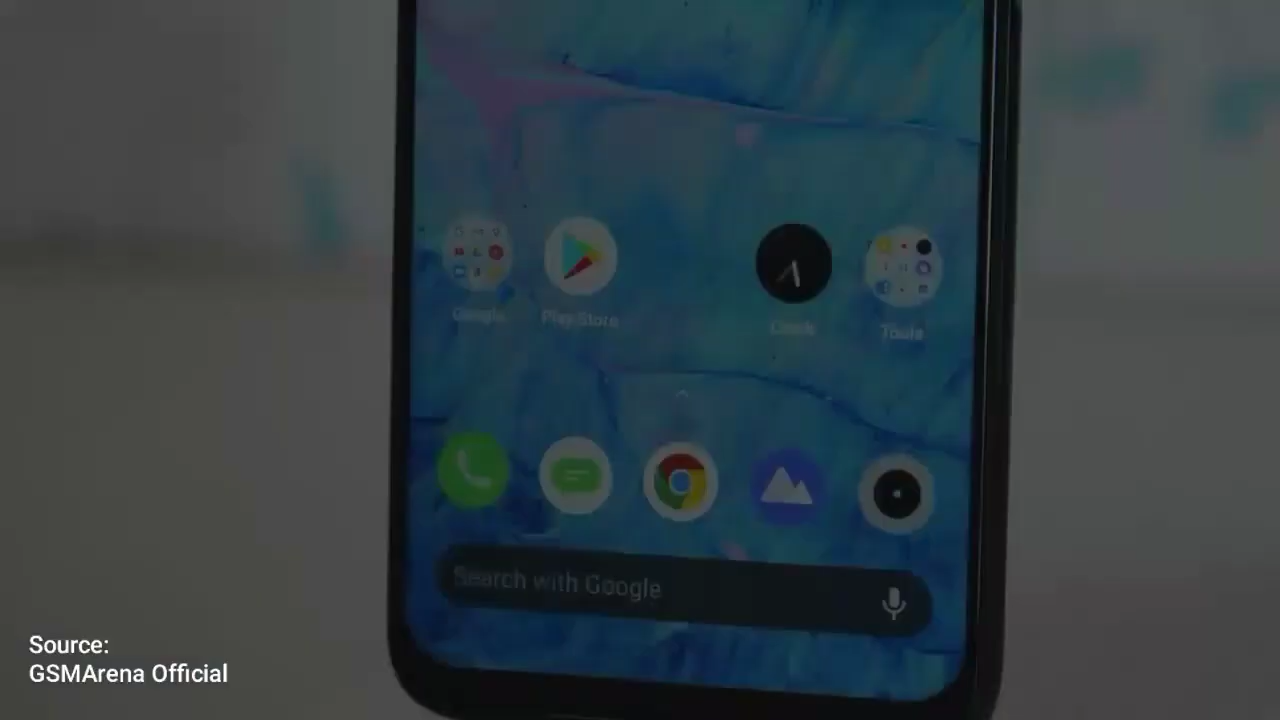 Google
Play Store
Clock
Tools
Search with Google
Source:
GSMArena Official